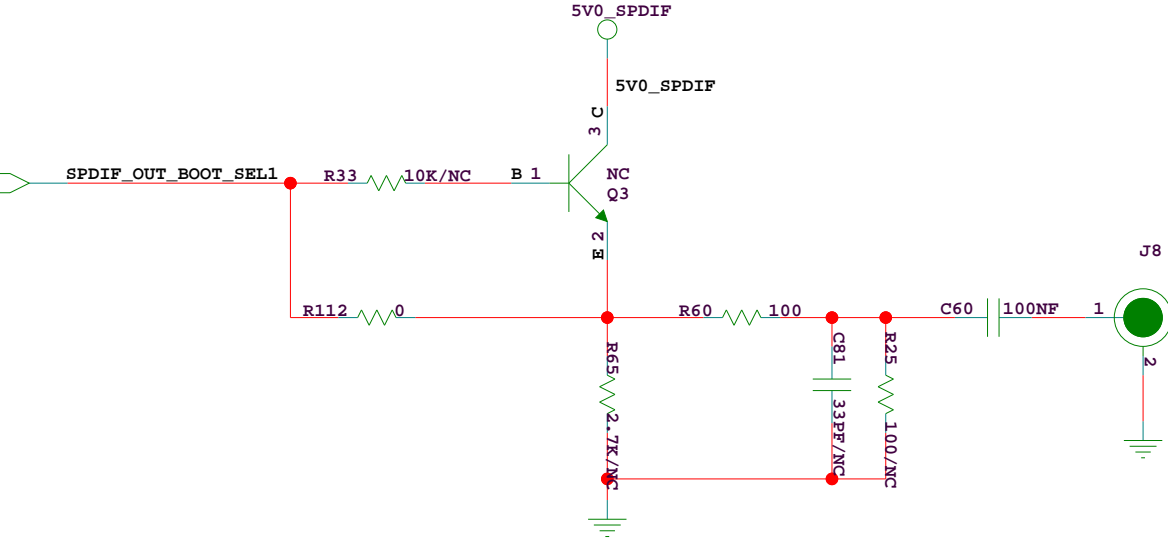 5V0_SPDIF
5V0_SPDIF
3 C
SPDIF_OUT_BOOT_SEL1
R33
10K/NC
B 1
NC
Q3
E 2
J8
R112
0
R60
100
C60
100NF
1
R65
2.7K/NC
C81
33PF/NC
R25
100/NC
2